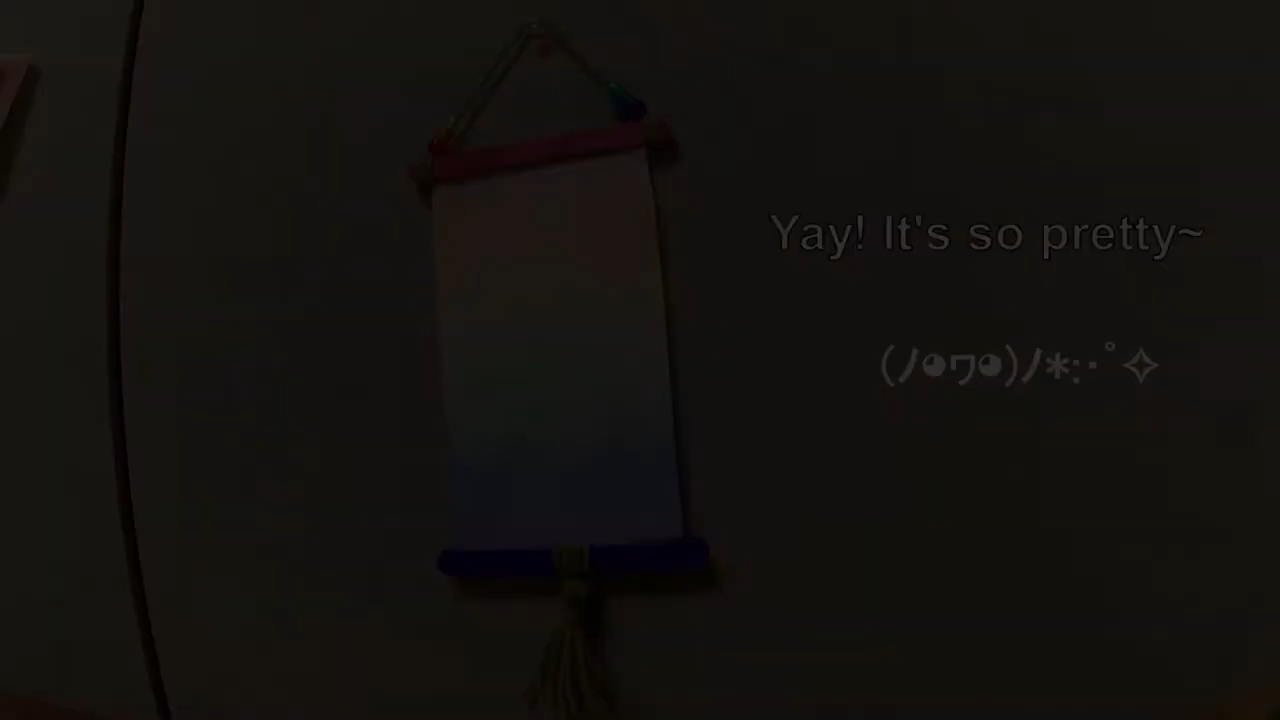 Yay! It's so pretty~
(ﾉ◕ヮ◕)ﾉ*:･ﾟ✧